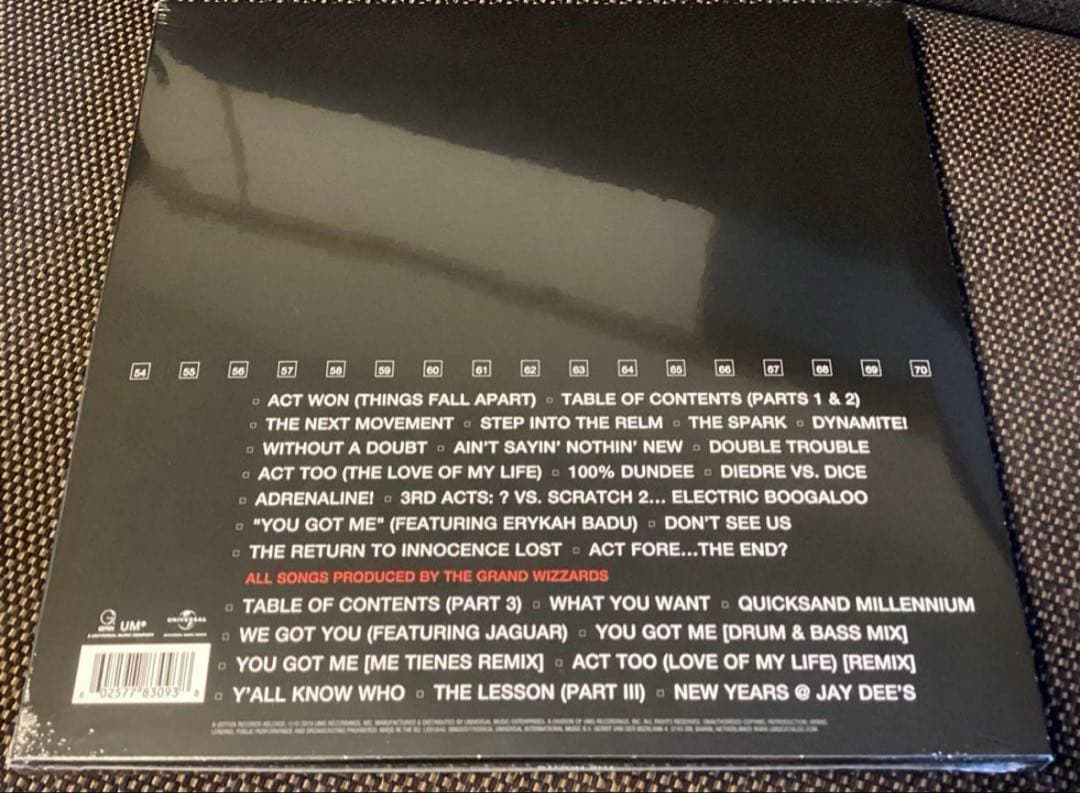 54 55 56 57 58 59 60 61 62 63 64 65 66 67 68 69 70
ACT WON (THINGS FALL APART) ▫ TABLE OF CONTENTS (PARTS 1 & 2)
▫ THE NEXT MOVEMENT ▫ STEP INTO THE RELM ▫ THE SPARK ▫ DYNAMITE!
▫ WITHOUT A DOUBT ▫ AIN'T SAYIN' NOTHIN' NEW ▫ DOUBLE TROUBLE
▫ ACT TOO (THE LOVE OF MY LIFE) ▫ 100% DUNDEE ▫ DIEDRE VS. DICE
▫ ADRENALINE! ▫ 3RD ACTS: ? VS. SCRATCH 2... ELECTRIC BOOGALOO
▫ "YOU GOT ME" (FEATURING ERYKAH BADU) ▫ DON'T SEE US
▫ THE RETURN TO INNOCENCE LOST ▫ ACT FORE...THE END?
ALL SONGS PRODUCED BY THE GRAND WIZZARDS
▫ TABLE OF CONTENTS (PART 3) ▫ WHAT YOU WANT ▫ QUICKSAND MILLENNIUM
▫ WE GOT YOU (FEATURING JAGUAR) ▫ YOU GOT ME [DRUM & BASS MIX]
▫ YOU GOT ME [ME TIENES REMIX] ▫ ACT TOO (LOVE OF MY LIFE) [REMIX]
▫ Y'ALL KNOW WHO ▫ THE LESSON (PART III) ▫ NEW YEARS @ JAY DEE'S
UMe
UNIVERSAL
6 02577 83093 8